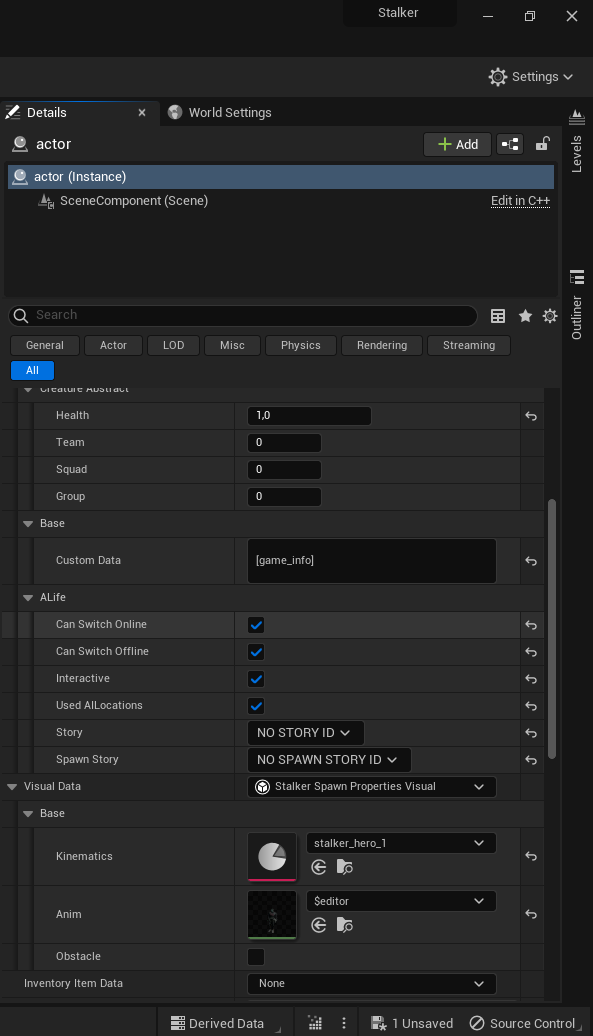 Stalker
Settings
Details
World Settings
actor
Add
actor (Instance)
SceneComponent (Scene)
Edit in C++
Levels
Outliner
Search
General
Actor
LOD
Misc
Physics
Rendering
Streaming
All
Creature Abstract
Health
1,0
Team
0
Squad
0
Group
0
Base
Custom Data
[game_info]
ALife
Can Switch Online
Can Switch Offline
Interactive
Used AILocations
Story
NO STORY ID
Spawn Story
NO SPAWN STORY ID
Visual Data
Stalker Spawn Properties Visual
Base
Kinematics
stalker_hero_1
Anim
$editor
Obstacle
Inventory Item Data
None
Derived Data
1 Unsaved
Source Control